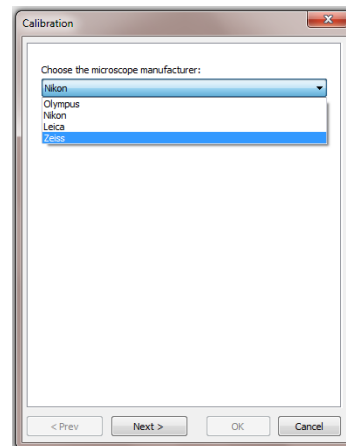 Calibration
Choose the microscope manufacturer:
Nikon
Olympus
Nikon
Leica
Zeiss
< Prev Next > OK Cancel